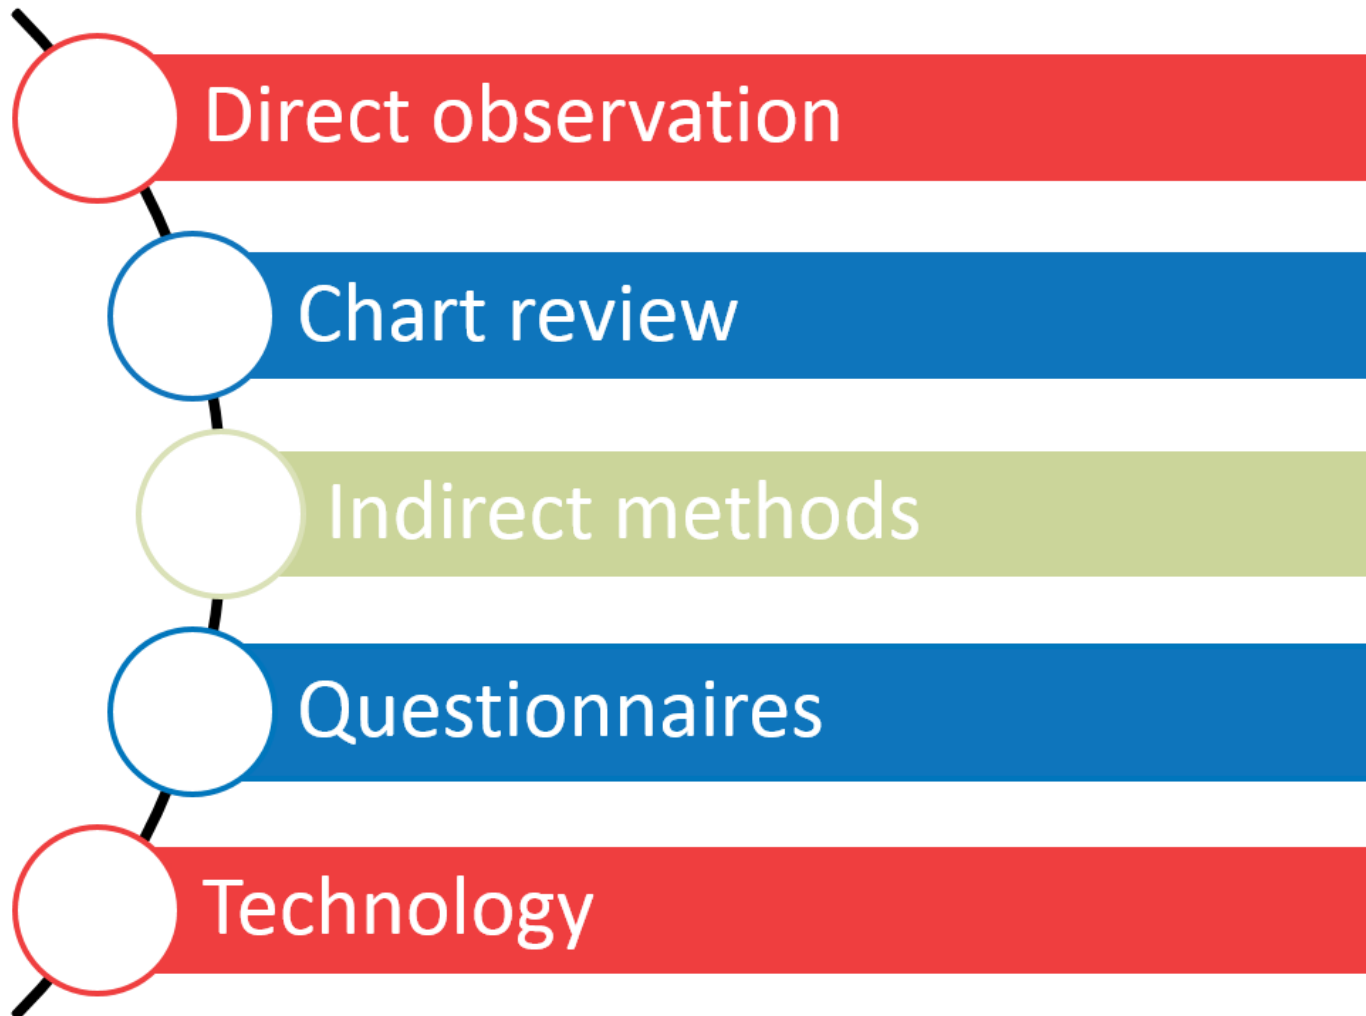 Direct observation
Chart review
Indirect methods
Questionnaires
Technology